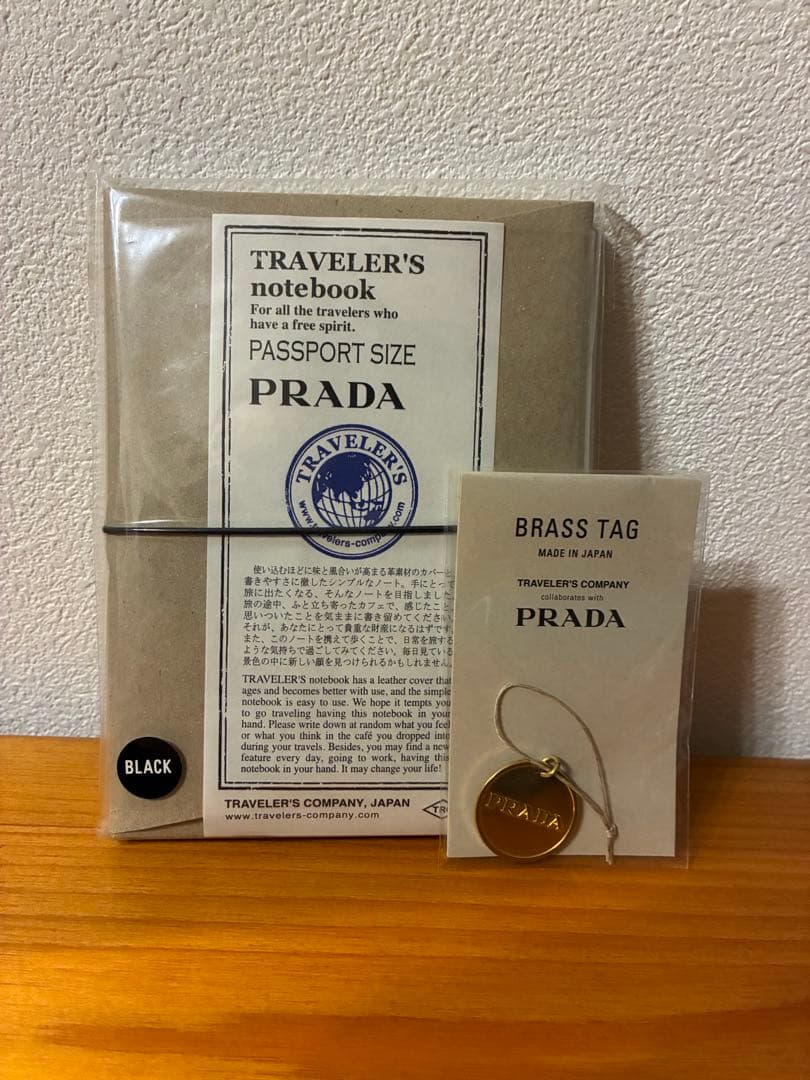 TRAVELER'S
notebook
For all the travelers who
have a free spirit.
PASSPORT SIZE
PRADA
TRAVELER'S
www.travelers-company.com
使い込むほどに味と風合いが高まる革素材のカバーと、
書きやすさに徹したシンプルなノート。手にとって
旅に出たくなる、そんなノートを目指しました。
旅の途中、ふと立ち寄ったカフェで、感じたこと、
思いついたことを気ままに書き留めてください。
それが、あなたにとって貴重な財産になるはずです。
また、このノートを携えて歩くことで、日常を旅する
ような気持ちで過ごしてみてください。毎日見ている
景色の中に新しい顔を見つけられるかもしれません。
TRAVELER'S notebook has a leather cover that
ages and becomes better with use, and the simple
notebook is easy to use. We hope it tempts you
to go traveling having this notebook in your
hand. Please write down at random what you feel
or what you think in the café you dropped into
during your travels. Besides, you may find a new
feature every day, going to work, having this
notebook in your hand. It may change your life!
TRAVELER'S COMPANY, JAPAN
www.travelers-company.com
BLACK
BRASS TAG
MADE IN JAPAN
TRAVELER'S COMPANY
collaborates with
PRADA
PRADA